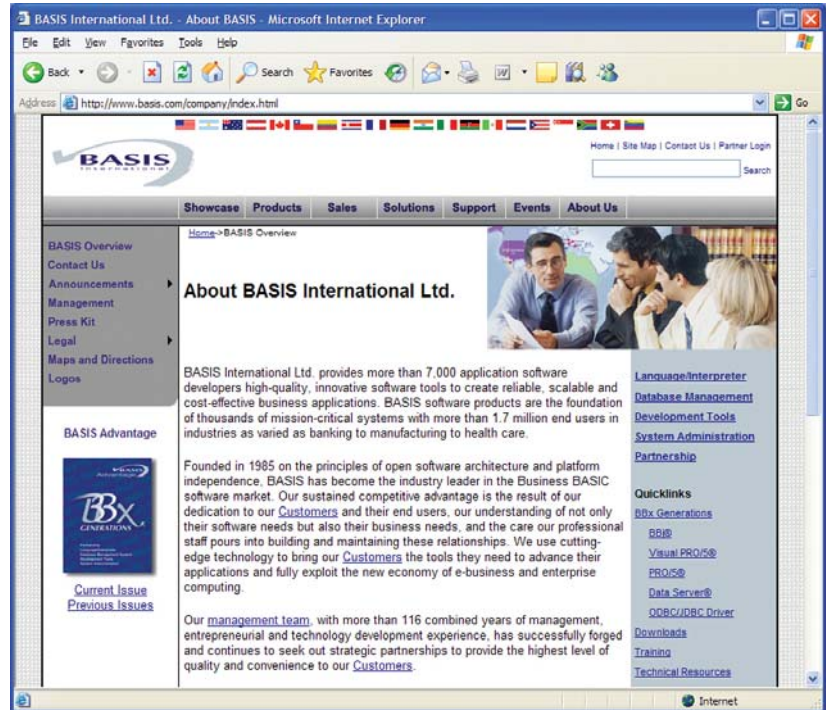 BASIS International Ltd. - About BASIS - Microsoft Internet Explorer
File Edit View Favorites Tools Help
Back Search Favorites
Address http://www.basis.com/company/index.html Go
BASIS
International
Home | Site Map | Contact Us | Partner Login
Search
Showcase Products Sales Solutions Support Events About Us
BASIS Overview
Contact Us
Announcements
Management
Press Kit
Legal
Maps and Directions
Logos
BASIS Advantage
BASIS
Advantage
BBx
GENERATIONS
Current Issue
Previous Issues
Home->BASIS Overview
About BASIS International Ltd.
BASIS International Ltd. provides more than 7,000 application software
developers high-quality, innovative software tools to create reliable, scalable and
cost-effective business applications. BASIS software products are the foundation
of thousands of mission-critical systems with more than 1.7 million end users in
industries as varied as banking to manufacturing to health care.
Founded in 1985 on the principles of open software architecture and platform
independence, BASIS has become the industry leader in the Business BASIC
software market. Our sustained competitive advantage is the result of our
dedication to our Customers and their end users, our understanding of not only
their software needs but also their business needs, and the care our professional
staff pours into building and maintaining these relationships. We use cutting-
edge technology to bring our Customers the tools they need to advance their
applications and fully exploit the new economy of e-business and enterprise
computing.
Our management team, with more than 116 combined years of management,
entrepreneurial and technology development experience, has successfully forged
and continues to seek out strategic partnerships to provide the highest level of
quality and convenience to our Customers.
Language/Interpreter
Database Management
Development Tools
System Administration
Partnership
Quicklinks
BBx Generations
BBj®
Visual PRO/5®
PRO/5®
Data Server®
ODBC/JDBC Driver
Downloads
Training
Technical Resources
Internet